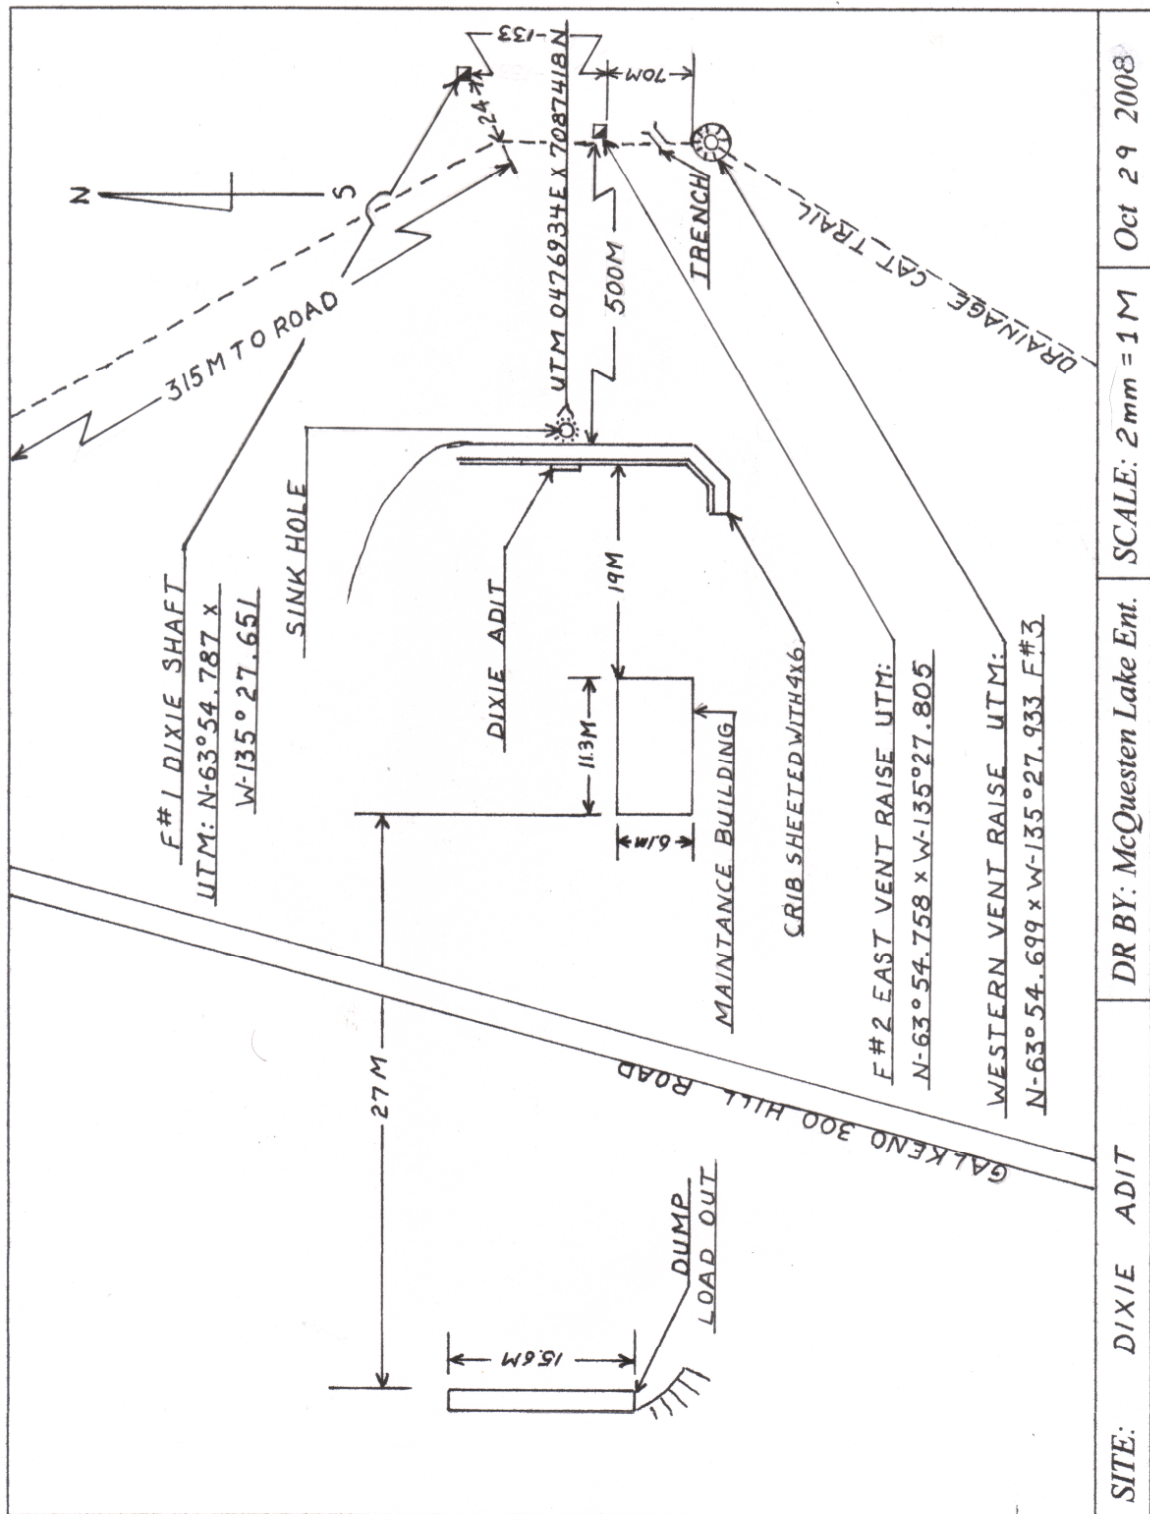 N
S
315M TO ROAD
24
-133
UTM 0476934E X 7087418N
70M
500M
TRENCH
DRAINAGE CAT TRAIL
F#1 DIXIE SHAFT
UTM: N-63°54.787 x
W-135°27.651
SINK HOLE
DIXIE ADIT
19M
11.3M
6.1M
MAINTANCE BUILDING
CRIB SHEETED WITH 4x6
F#2 EAST VENT RAISE UTM:
N-63°54.758 x W-135°27.805
WESTERN VENT RAISE UTM:
N-63°54.699 x W-135°27.933 F#3
27M
GALKENO 300 HILL ROAD
15.6M
DUMP
LOAD OUT
SITE: DIXIE ADIT
DR BY: McQuesten Lake Ent.
SCALE: 2mm = 1M
Oct 29 2008